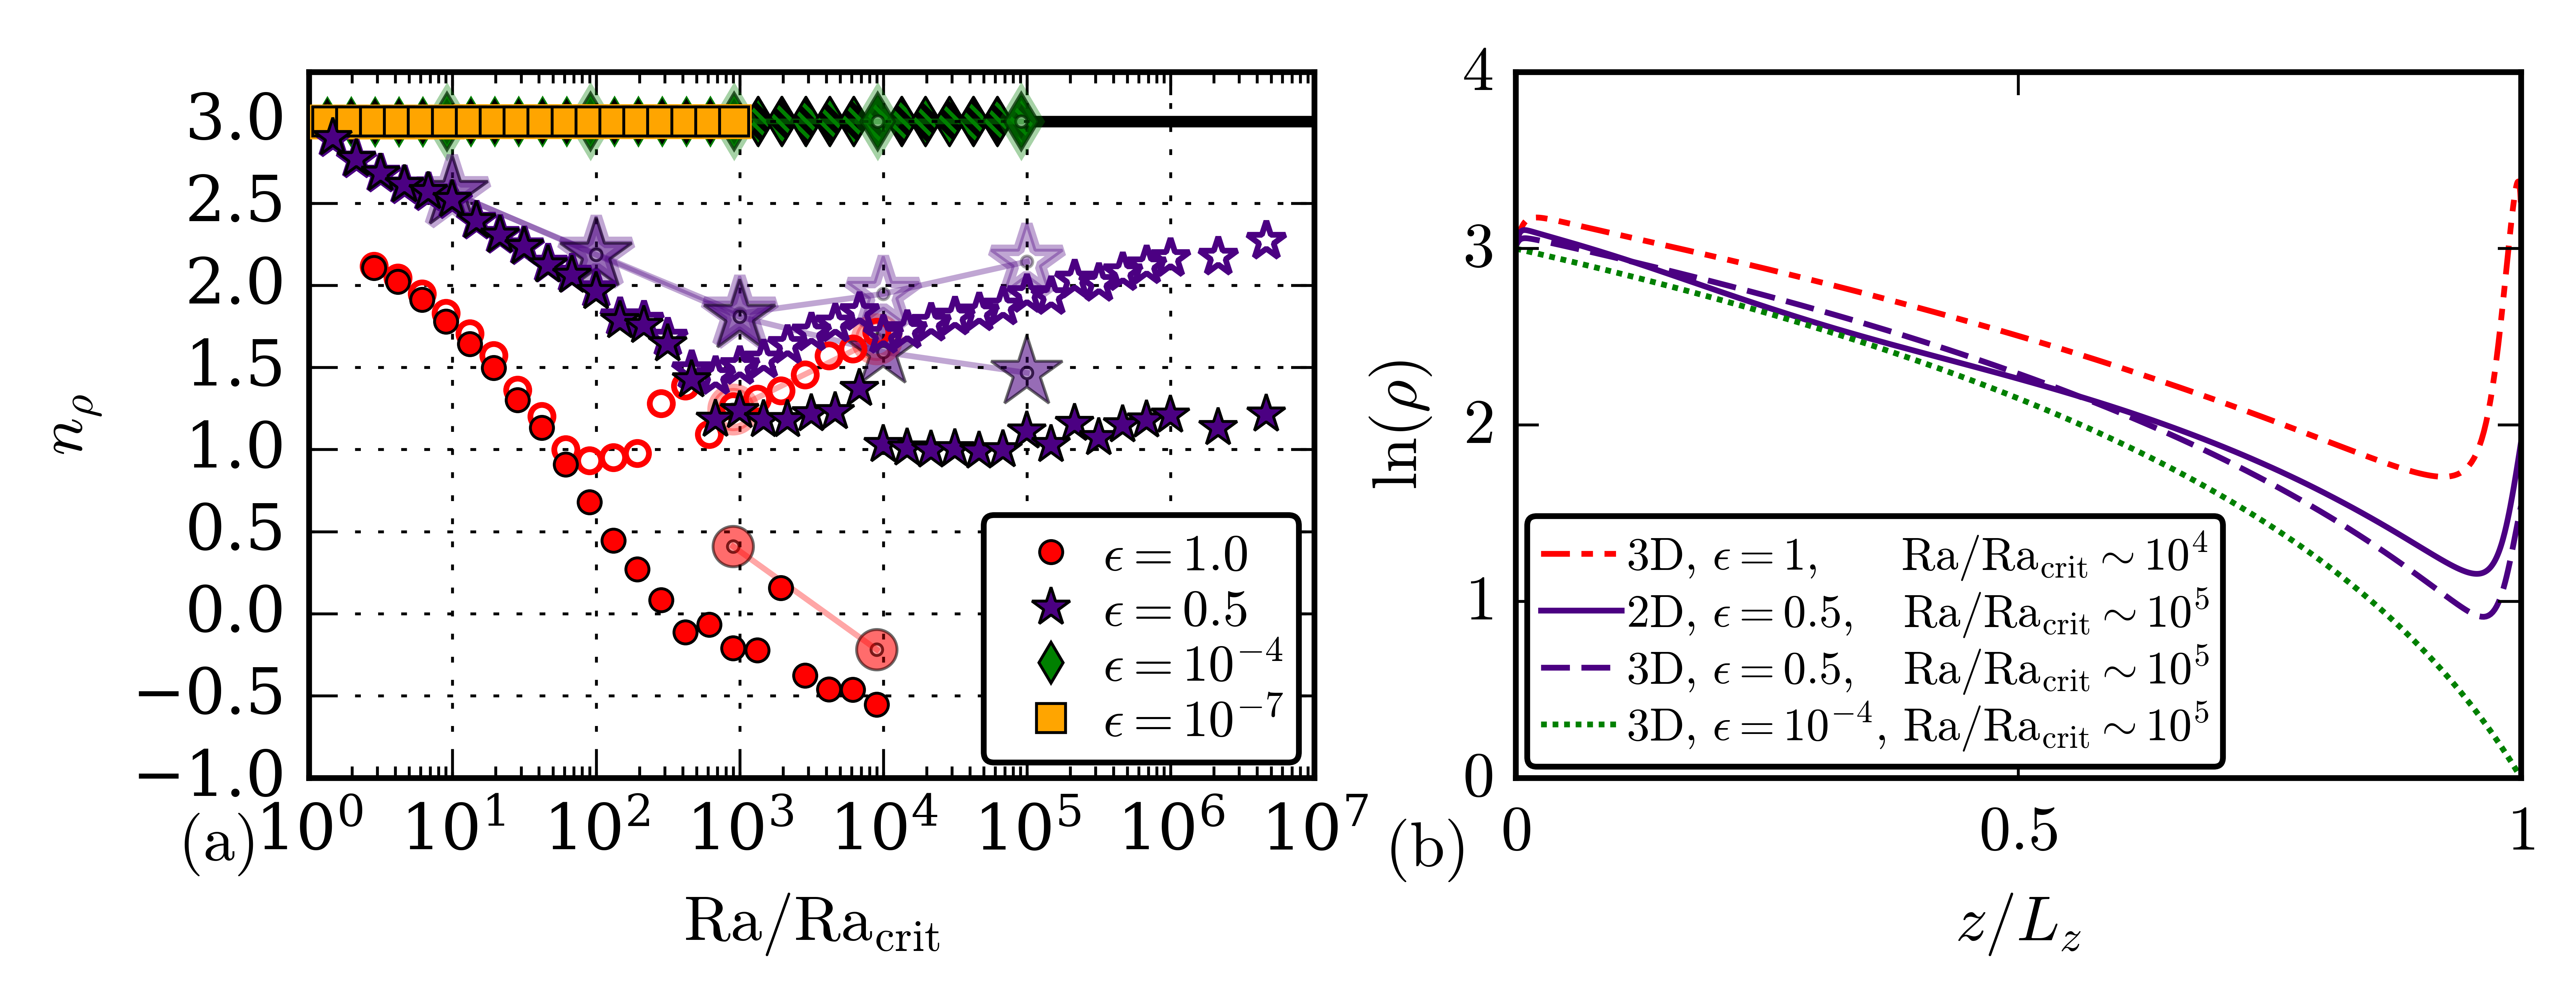 3.0
2.5
2.0
1.5
1.0
0.5
0.0
−0.5
−1.0
n_ρ
10^0 10^1 10^2 10^3 10^4 10^5 10^6 10^7
(a)
Ra/Ra_crit
ϵ = 1.0
ϵ = 0.5
ϵ = 10^−4
ϵ = 10^−7
4
3
2
1
0
ln(ρ)
3D, ϵ = 1, Ra/Ra_crit ∼ 10^4
2D, ϵ = 0.5, Ra/Ra_crit ∼ 10^5
3D, ϵ = 0.5, Ra/Ra_crit ∼ 10^5
3D, ϵ = 10^−4, Ra/Ra_crit ∼ 10^5
0 0.5 1
(b)
z/L_z